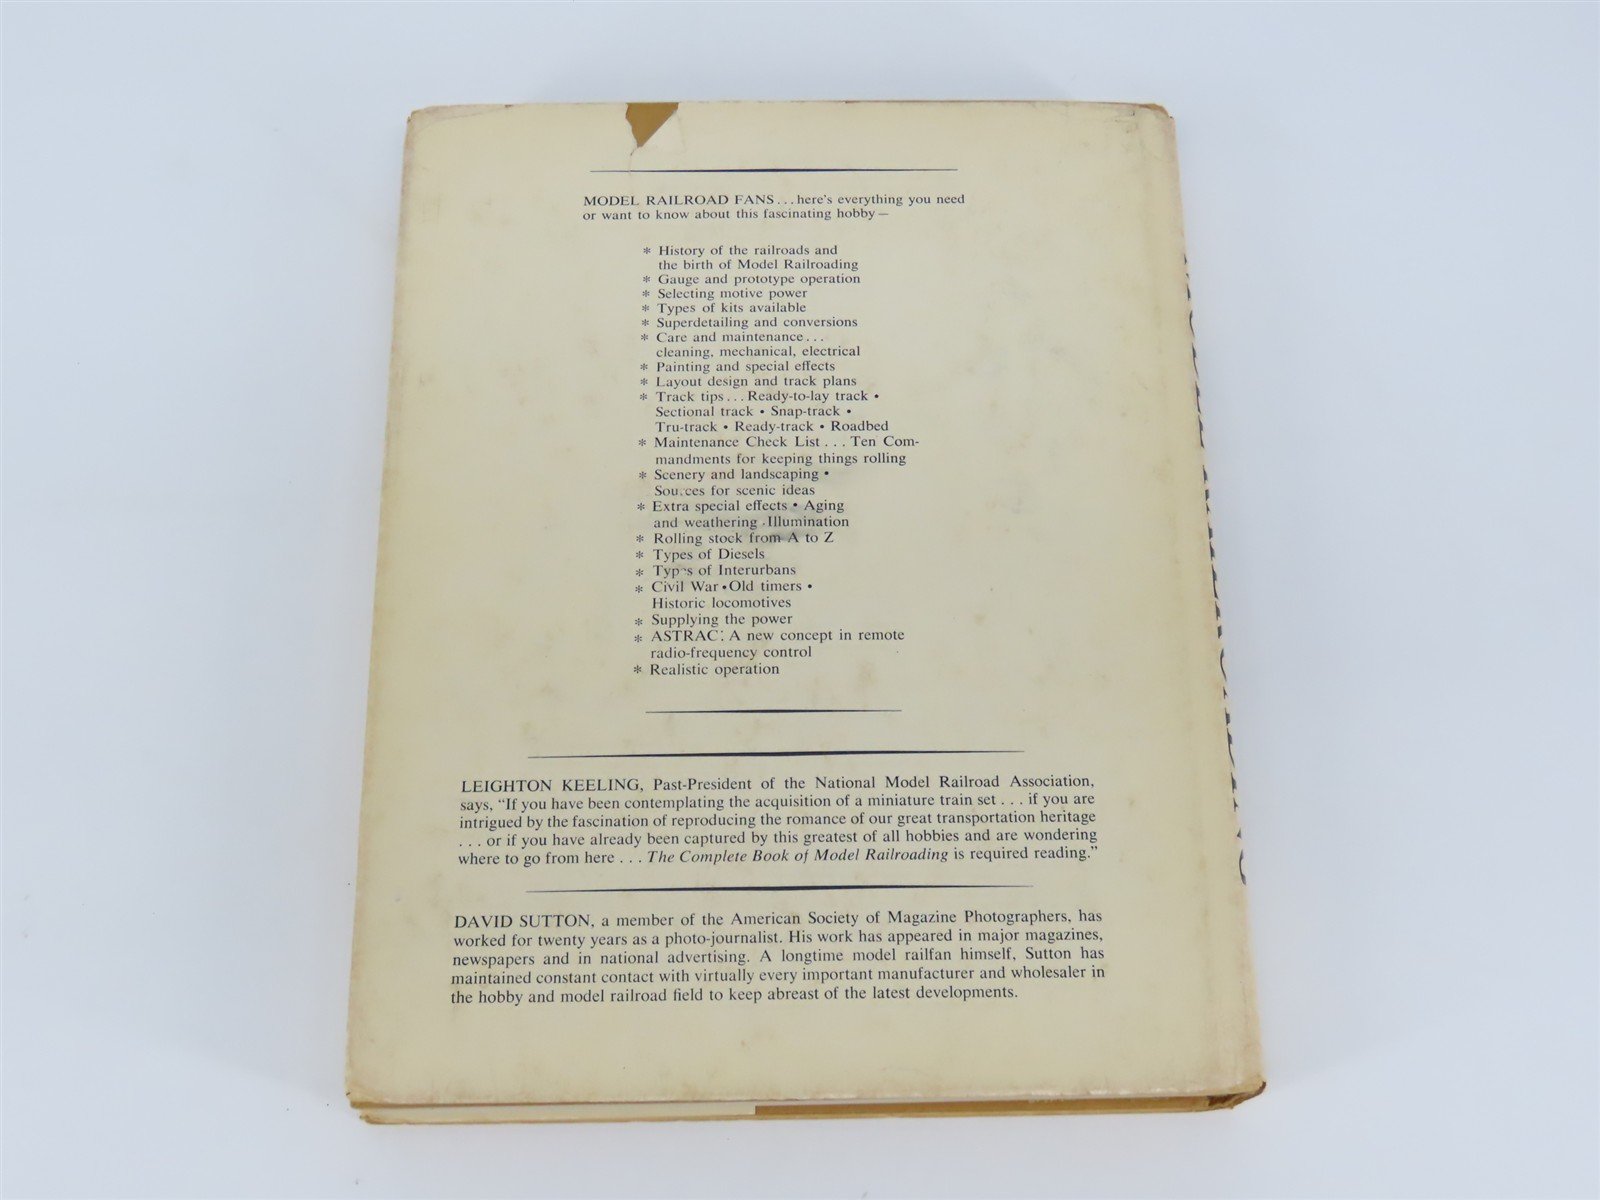 MODEL RAILROAD FANS . . . here's everything you need
or want to know about this fascinating hobby —
* History of the railroads and
the birth of Model Railroading
* Gauge and prototype operation
* Selecting motive power
* Types of kits available
* Superdetailing and conversions
* Care and maintenance . . .
cleaning, mechanical, electrical
* Painting and special effects
* Layout design and track plans
* Track tips . . . Ready-to-lay track •
Sectional track • Snap-track •
Tru-track • Ready-track • Roadbed
* Maintenance Check List . . . Ten Com-
mandments for keeping things rolling
* Scenery and landscaping •
Sources for scenic ideas
* Extra special effects • Aging
and weathering • Illumination
* Rolling stock from A to Z
* Types of Diesels
* Types of Interurbans
* Civil War • Old timers •
Historic locomotives
* Supplying the power
* ASTRAC: A new concept in remote
radio-frequency control
* Realistic operation
LEIGHTON KEELING, Past-President of the National Model Railroad Association,
says, "If you have been contemplating the acquisition of a miniature train set . . . if you are
intrigued by the fascination of reproducing the romance of our great transportation heritage
. . . or if you have already been captured by this greatest of all hobbies and are wondering
where to go from here . . . The Complete Book of Model Railroading is required reading."
DAVID SUTTON, a member of the American Society of Magazine Photographers, has
worked for twenty years as a photo-journalist. His work has appeared in major magazines,
newspapers and in national advertising. A longtime model railfan himself, Sutton has
maintained constant contact with virtually every important manufacturer and wholesaler in
the hobby and model railroad field to keep abreast of the latest developments.